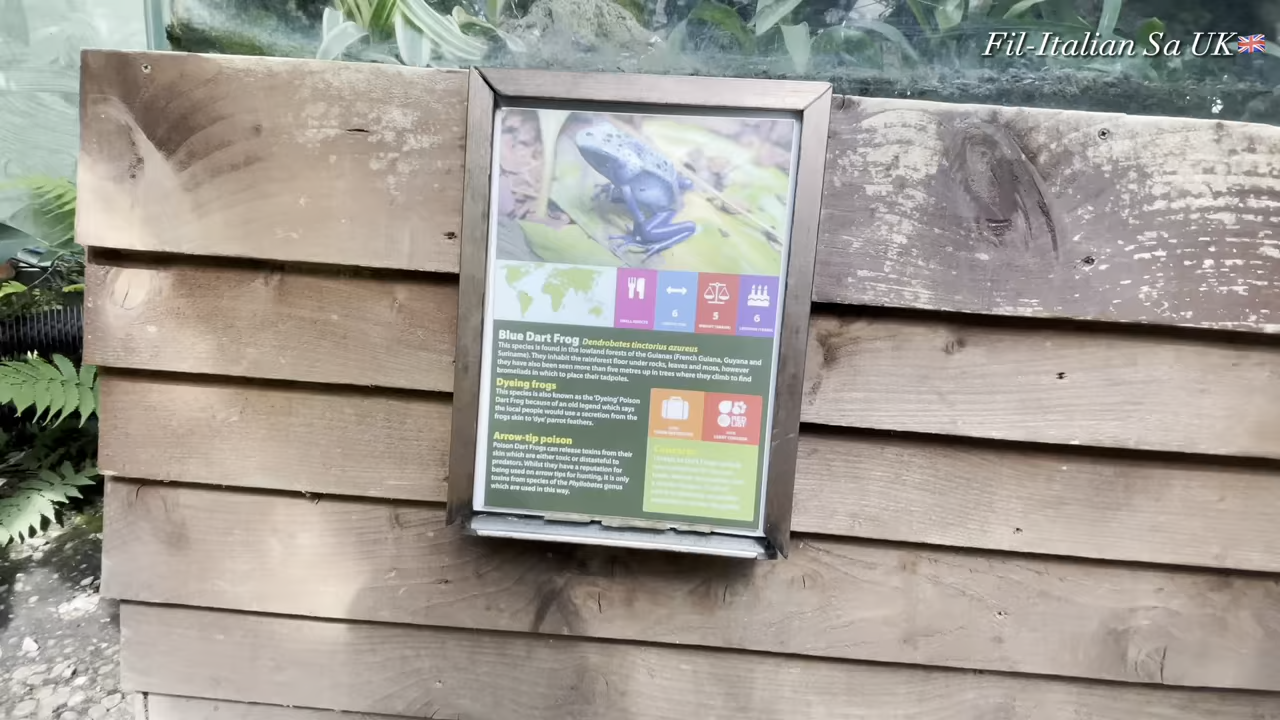 Fil-Italian Sa UK
SMALL INSECTS
6
5
6
Blue Dart Frog Dendrobates tinctorius azureus
This species is found in the lowland forests of the Guianas (French Guiana, Guyana and
Suriname). They inhabit the rainforest floor under rocks, leaves and moss, however
they have also been seen more than five metres up in trees where they climb to find
bromeliads in which to place their tadpoles.
Dyeing frogs
This species is also known as the 'Dyeing' Poison
Dart Frog because of an old legend which says
the local people would use a secretion from the
frogs skin to 'dye' parrot feathers.
Arrow-tip poison
Poison Dart Frogs can release toxins from their
skin which are either toxic or distasteful to
predators. Whilst they have a reputation for
being used on arrow tips for hunting, it is only
toxins from species of the Phyllobates genus
which are used in this way.
RED
LIST
LEAST CONCERN